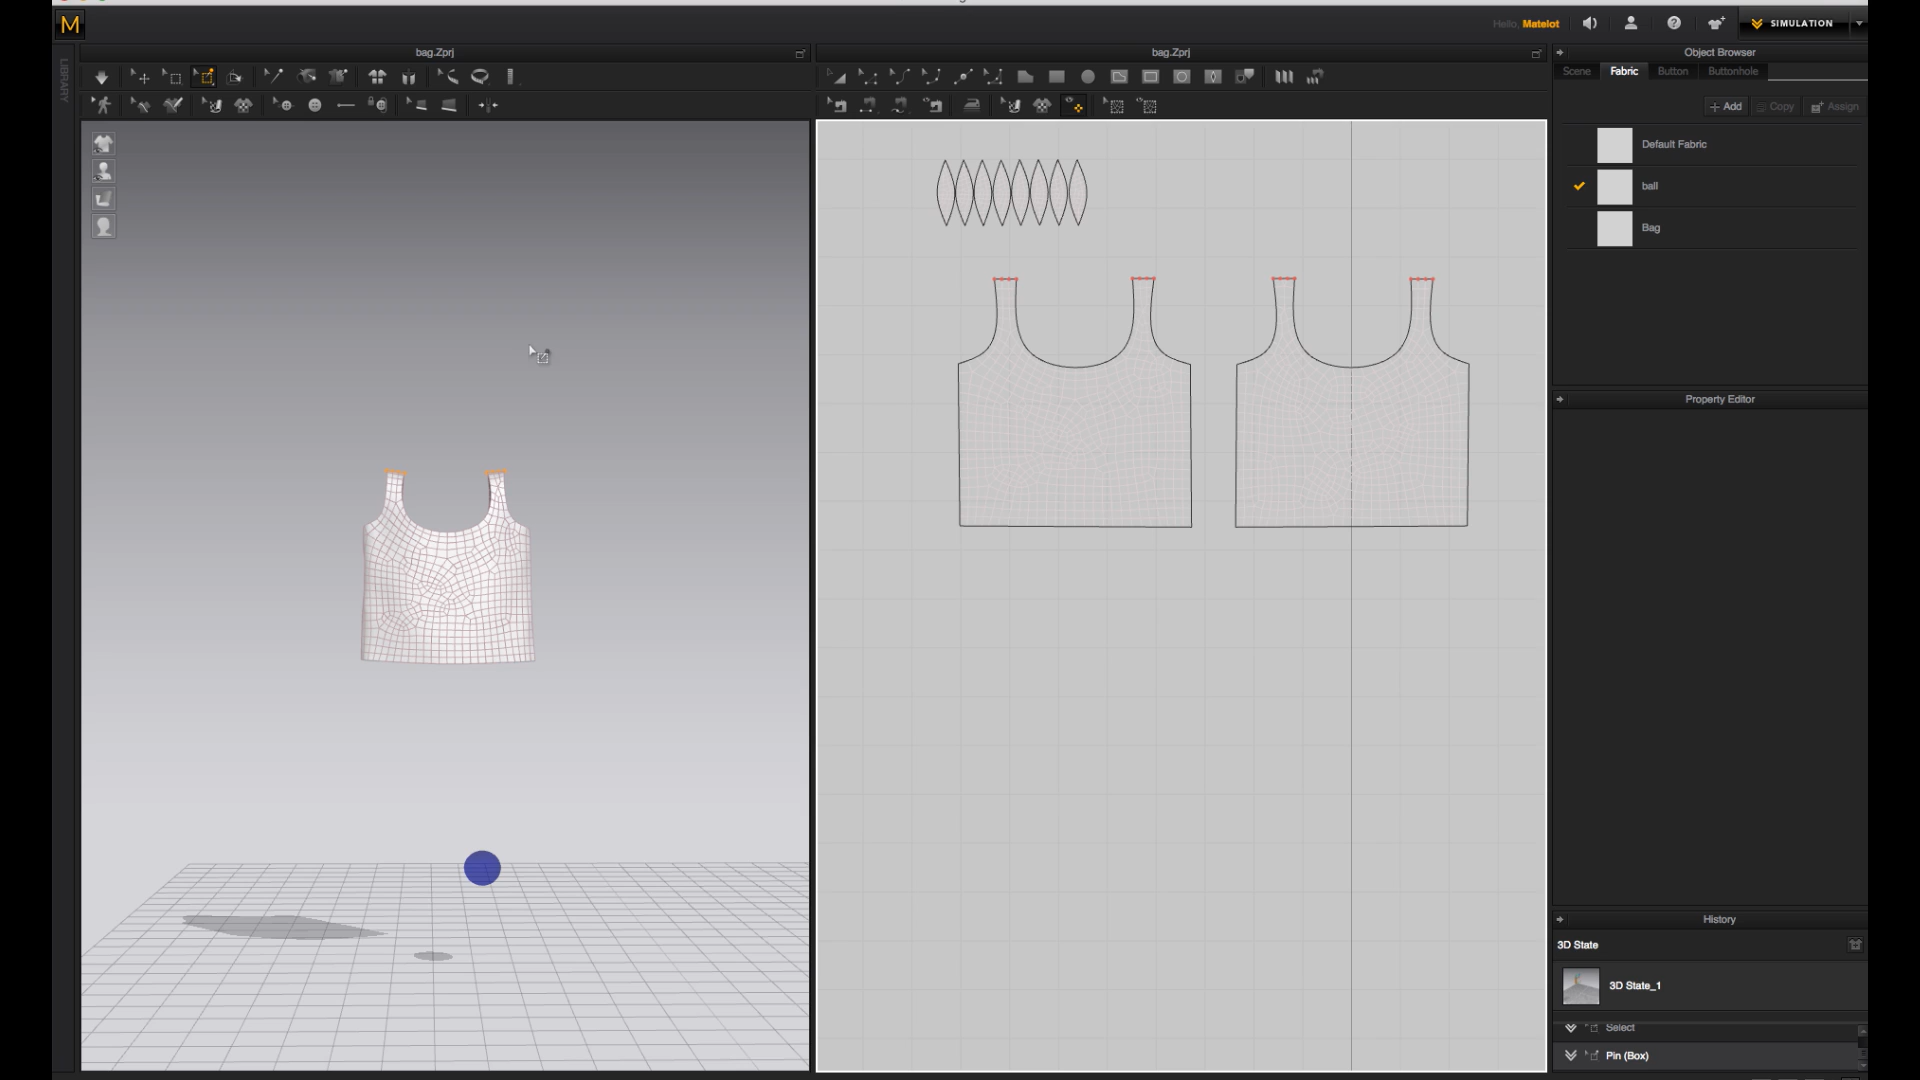 M
Hello, Matelot
SIMULATION
LIBRARY
bag.Zprj
bag.Zprj
Object Browser
Scene
Fabric
Button
Buttonhole
+ Add
Copy
Assign
Default Fabric
ball
Bag
Property Editor
History
3D State
3D State_1
Select
Pin (Box)